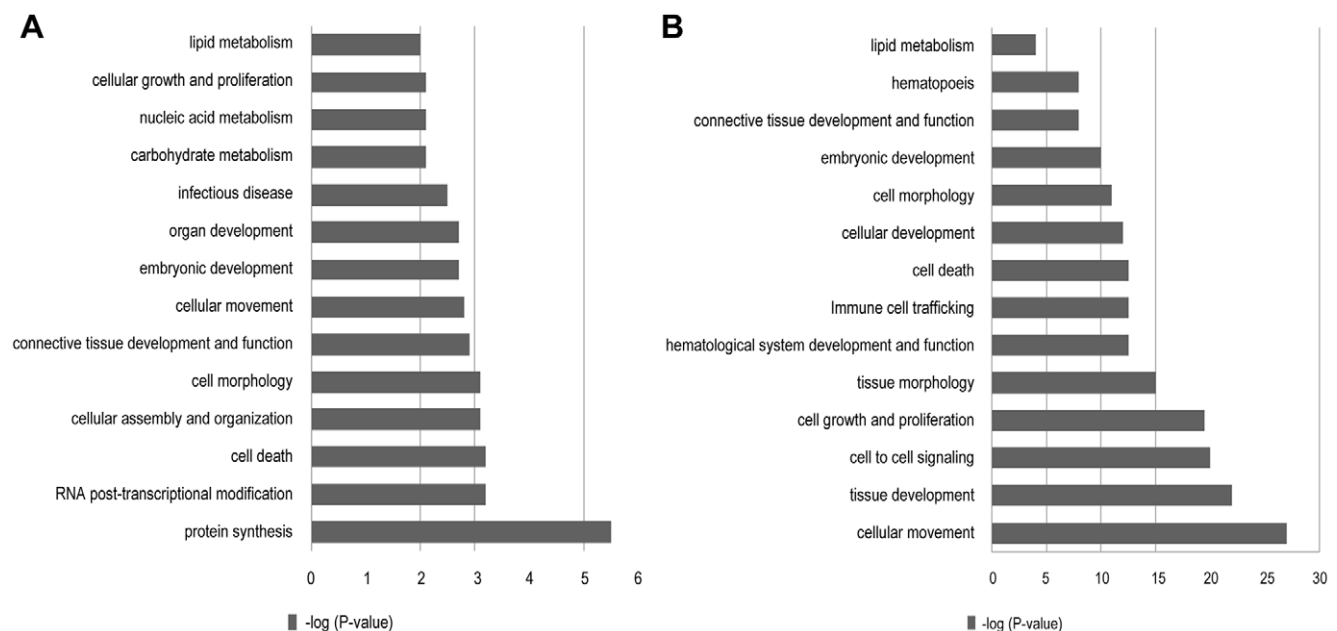 A
lipid metabolism
cellular growth and proliferation
nucleic acid metabolism
carbohydrate metabolism
infectious disease
organ development
embryonic development
cellular movement
connective tissue development and function
cell morphology
cellular assembly and organization
cell death
RNA post-transcriptional modification
protein synthesis
0 1 2 3 4 5 6
-log (P-value)
B
lipid metabolism
hematopoeis
connective tissue development and function
embryonic development
cell morphology
cellular development
cell death
Immune cell trafficking
hematological system development and function
tissue morphology
cell growth and proliferation
cell to cell signaling
tissue development
cellular movement
0 5 10 15 20 25 30
-log (P-value)